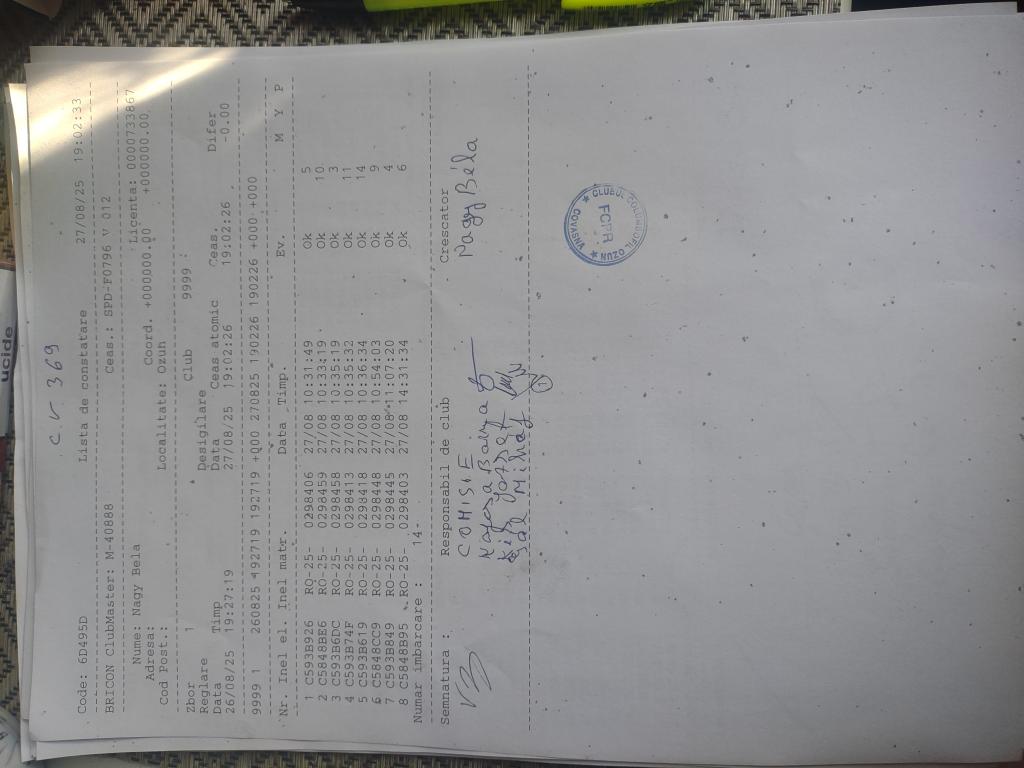 C.V. 369
Code: 6D495D Lista de constatare 27/08/25 19:02:33
BRICON ClubMaster: M-40888 Ceas.: SPD-F0796 V 012
Nume: Nagy Bela Licenta: 0000733867
Adresa: Coord. +000000.00 +000000.00
Cod Post.: Localitate: Ozun
Zbor 1 Club 9999 :
Reglare Desigilare
Data Timp Data Ceas atomic Ceas. Difer
26/08/25 19:27:19 27/08/25 19:02:26 19:02:26 -0.00
9999 1 260825 192719 192719 +000 270825 190226 190226 +000 +000
Nr. Inel el. Inel matr. Data Timp. Ev. M Y P
1 C593B926 RO-25- 0298466 27/08 10:31:49 Ok 5
2 C5948BE6 RO-25- 0298459 27/08 10:33:19 Ok 10
3 C593B6DC RO-25- 0298458 27/08 10:35:19 Ok 3
4 C593B74F RO-25- 0298413 27/08 10:35:32 Ok 11
5 C593B619 RO-25- 0298418 27/08 10:36:34 Ok 14
6 C5848CC9 RO-25- 0298448 27/08 10:54:03 Ok 9
7 C593B849 RO-25- 0298445 27/08 11:07:20 Ok 4
8 C5848B95 RO-25- 0298403 27/08 14:31:34 Ok 6
Numar imbarcare : 14-
Semnatura : Responsabil de club Crescator
COMISIE Nagy Béla
CLUBUL COLUMBOFIL OZUN
COVASNA
FCPR
ucide